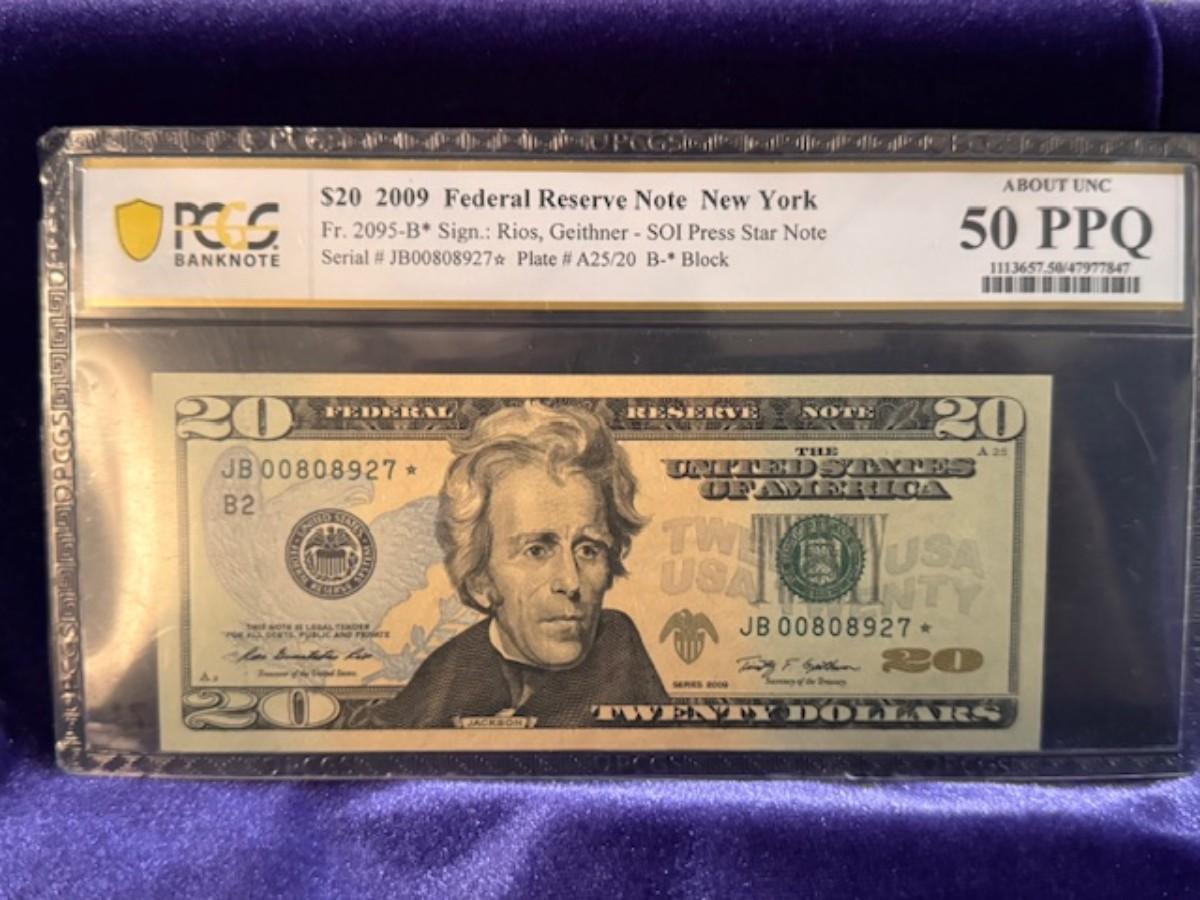 PCGS
BANKNOTE
$20 2009 Federal Reserve Note New York
Fr. 2095-B* Sign.: Rios, Geithner - SOI Press Star Note
Serial # JB00808927☆ Plate # A25/20 B-* Block
ABOUT UNC
50 PPQ
1113657.50/47977847
20 FEDERAL RESERVE NOTE 20
JB 00808927 ★
B2
THE
UNITED STATES
OF AMERICA
A 25
TWENTY USA
USA TWENTY
THIS NOTE IS LEGAL TENDER
FOR ALL DEBTS, PUBLIC AND PRIVATE
Treasurer of the United States.
JB 00808927 ★
SERIES 2009
Secretary of the Treasury.
20
20
JACKSON
TWENTY DOLLARS